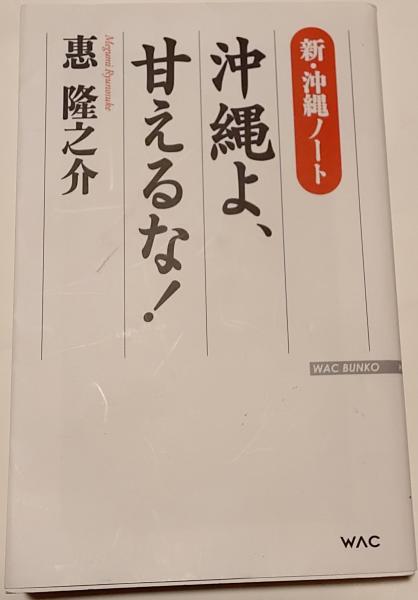 新・沖縄ノート
沖縄よ、
甘えるな！
惠 隆之介
Megumi Ryunosuke
WAC BUNKO
WAC